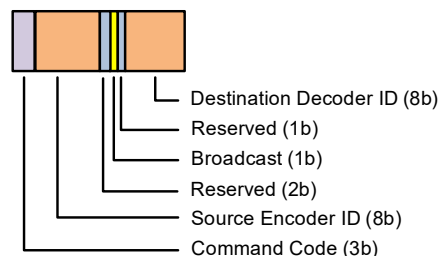 Destination Decoder ID (8b)
Reserved (1b)
Broadcast (1b)
Reserved (2b)
Source Encoder ID (8b)
Command Code (3b)